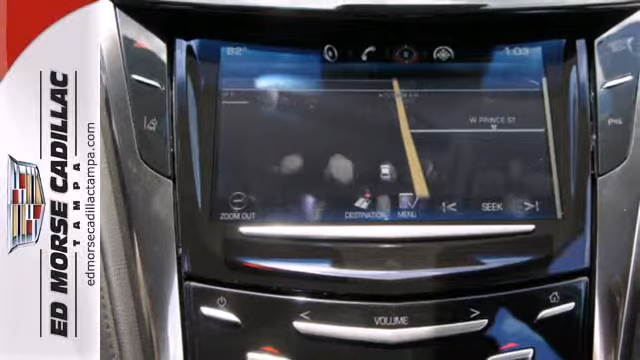 ED MORSE CADILLAC
TAMPA
edmorsecadillactampa.com
82°
1:03
W PRINCE ST
ZOOM OUT
DESTINATION
MENU
SEEK
VOLUME